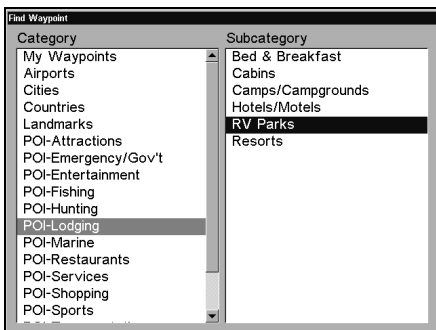 Find Waypoint
Category
My Waypoints
Airports
Cities
Countries
Landmarks
POI-Attractions
POI-Emergency/Gov't
POI-Entertainment
POI-Fishing
POI-Hunting
POI-Lodging
POI-Marine
POI-Restaurants
POI-Services
POI-Shopping
POI-Sports
Subcategory
Bed & Breakfast
Cabins
Camps/Campgrounds
Hotels/Motels
RV Parks
Resorts